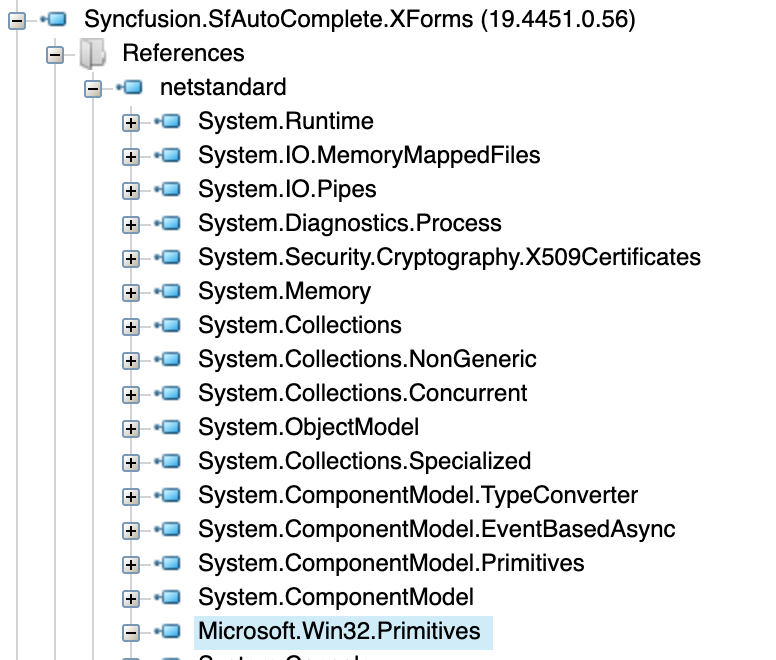 Syncfusion.SfAutoComplete.XForms (19.4451.0.56)
References
netstandard
System.Runtime
System.IO.MemoryMappedFiles
System.IO.Pipes
System.Diagnostics.Process
System.Security.Cryptography.X509Certificates
System.Memory
System.Collections
System.Collections.NonGeneric
System.Collections.Concurrent
System.ObjectModel
System.Collections.Specialized
System.ComponentModel.TypeConverter
System.ComponentModel.EventBasedAsync
System.ComponentModel.Primitives
System.ComponentModel
Microsoft.Win32.Primitives